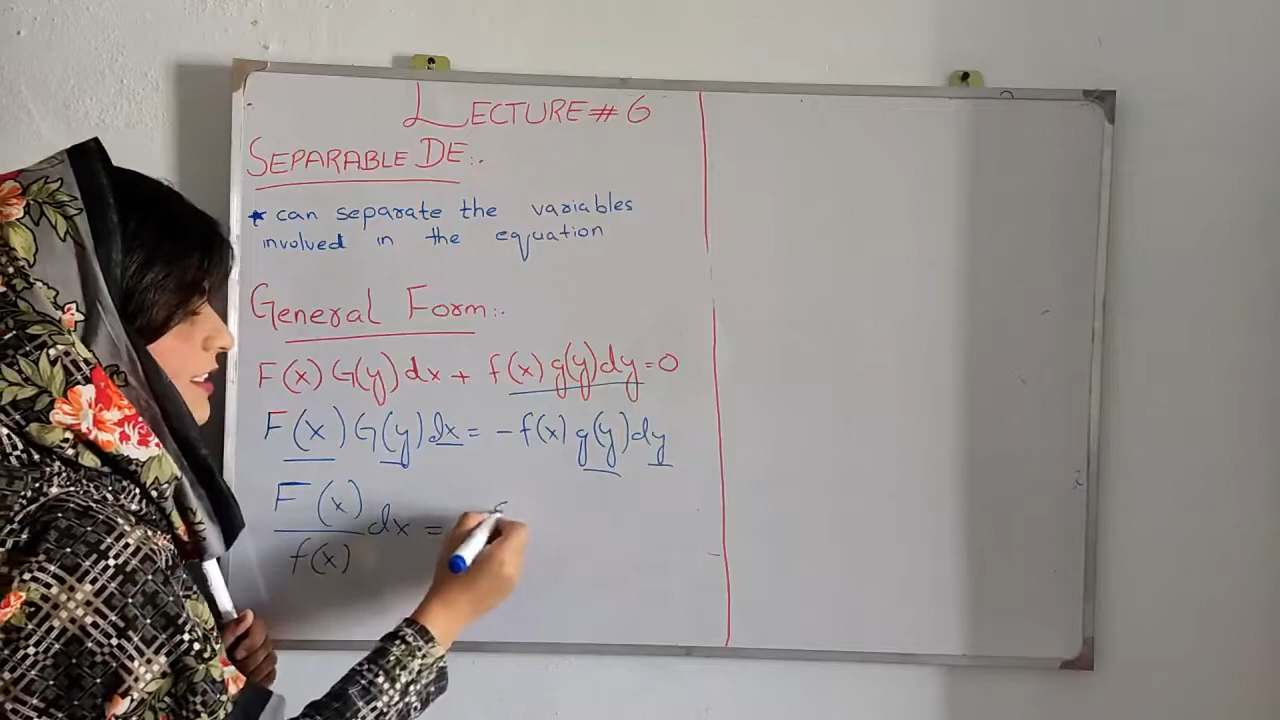 LECTURE # 6
SEPARABLE DE:.
* can separate the variables
involved in the equation
General Form:.
F(x) G(y) dx + f(x) g(y) dy = 0
F(x) G(y) dx = -f(x) g(y) dy
F(x)/f(x) dx =